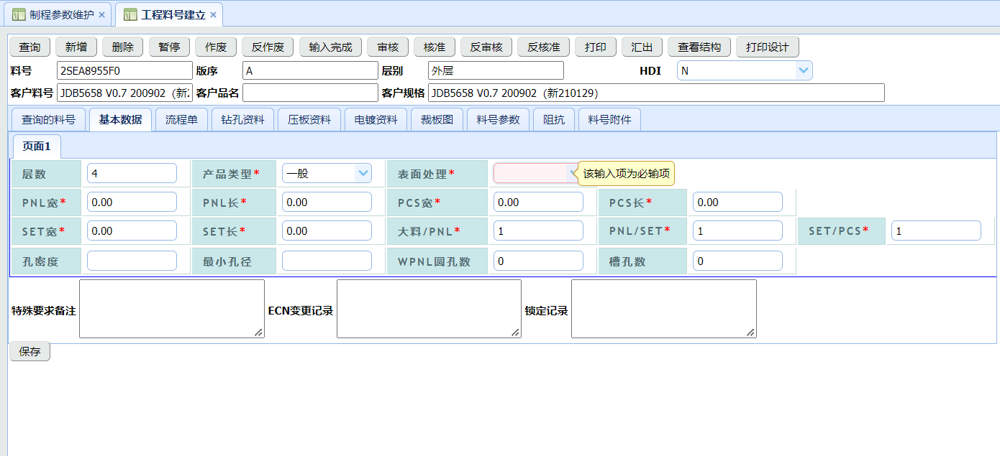 制程参数维护 × 工程料号建立 ×
查询 新增 删除 暂停 作废 反作废 输入完成 审核 核准 反审核 反核准 打印 汇出 查看结构 打印设计
料号 2SEA8955F0 版序 A 层别 外层 HDI N
客户料号 JDB5658 V0.7 200902（新2 客户品名 客户规格 JDB5658 V0.7 200902（新210129）
查询的料号 基本数据 流程单 钻孔资料 压板资料 电镀资料 裁板图 料号参数 阻抗 料号附件
页面1
层数 4 产品类型* 一般 表面处理* 该输入项为必输项
PNL宽* 0.00 PNL长* 0.00 PCS宽* 0.00 PCS长* 0.00
SET宽* 0.00 SET长* 0.00 大料/PNL* 1 PNL/SET* 1 SET/PCS* 1
孔密度 最小孔径 WPNL圆孔数 0 槽孔数 0
特殊要求备注 ECN变更记录 锁定记录
保存